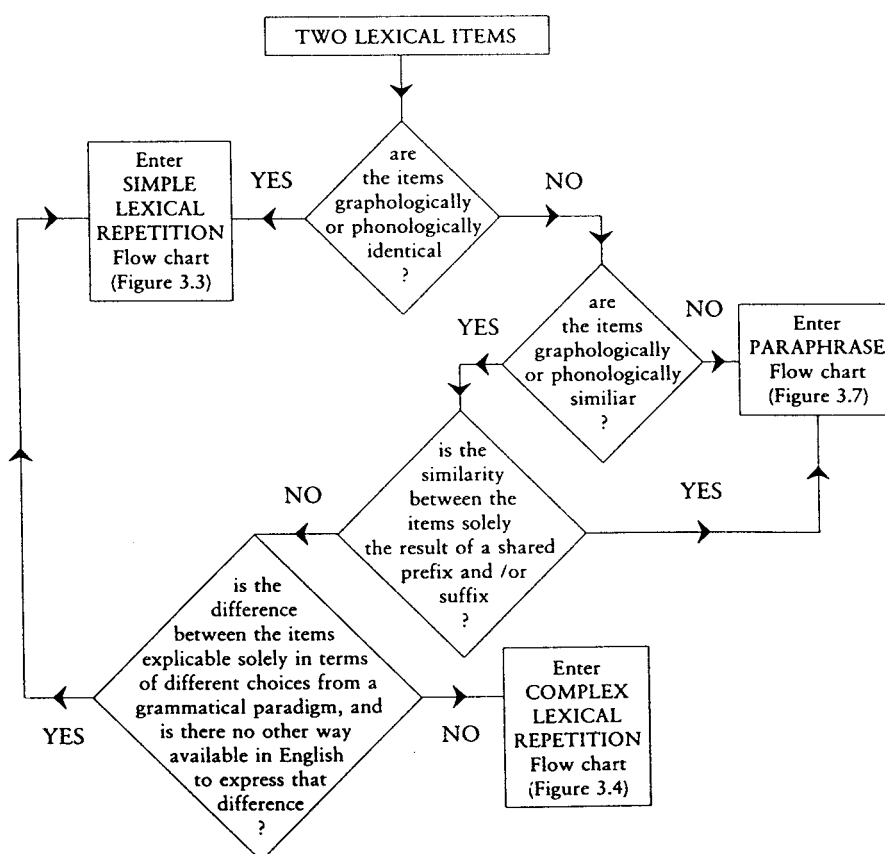 TWO LEXICAL ITEMS
are
the items
graphologically
or phonologically
identical
?
YES
NO
Enter
SIMPLE
LEXICAL
REPETITION
Flow chart
(Figure 3.3)
are
the items
graphologically
or phonologically
similiar
?
YES
NO
Enter
PARAPHRASE
Flow chart
(Figure 3.7)
is the
similarity
between the
items solely
the result of a shared
prefix and /or
suffix
?
NO
YES
is the
difference
between the items
explicable solely in terms
of different choices from a
grammatical paradigm, and
is there no other way
available in English
to express that
difference
?
YES
NO
Enter
COMPLEX
LEXICAL
REPETITION
Flow chart
(Figure 3.4)